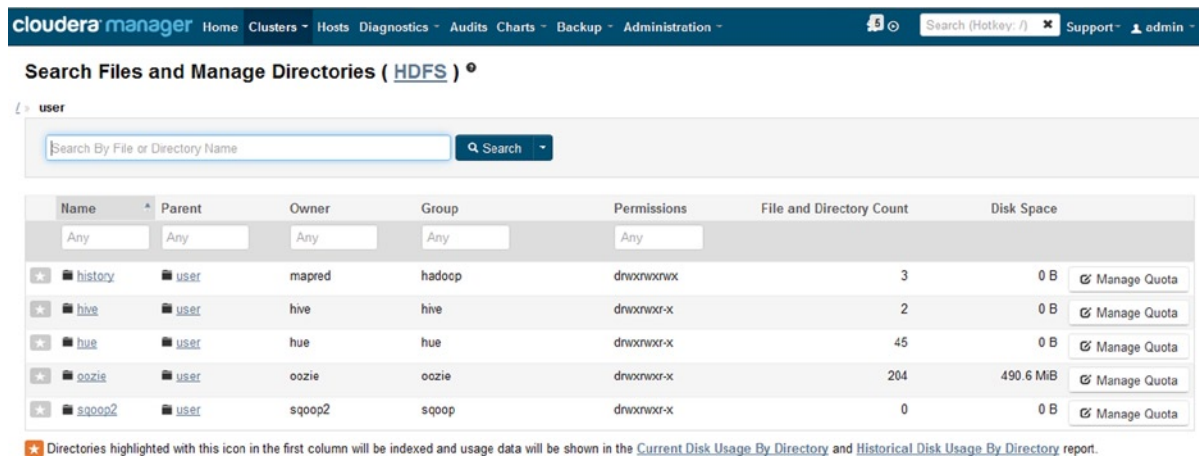 cloudera manager Home Clusters Hosts Diagnostics Audits Charts Backup Administration 5 Search (Hotkey: /) Support admin
Search Files and Manage Directories ( HDFS )
/ > user
Search By File or Directory Name Search
Name Parent Owner Group Permissions File and Directory Count Disk Space
Any Any Any Any Any
history user mapred hadoop drwxrwxrwx 3 0 B Manage Quota
hive user hive hive drwxrwxr-x 2 0 B Manage Quota
hue user hue hue drwxrwxr-x 45 0 B Manage Quota
oozie user oozie oozie drwxrwxr-x 204 490.6 MiB Manage Quota
sqoop2 user sqoop2 sqoop drwxrwxr-x 0 0 B Manage Quota
Directories highlighted with this icon in the first column will be indexed and usage data will be shown in the Current Disk Usage By Directory and Historical Disk Usage By Directory report.